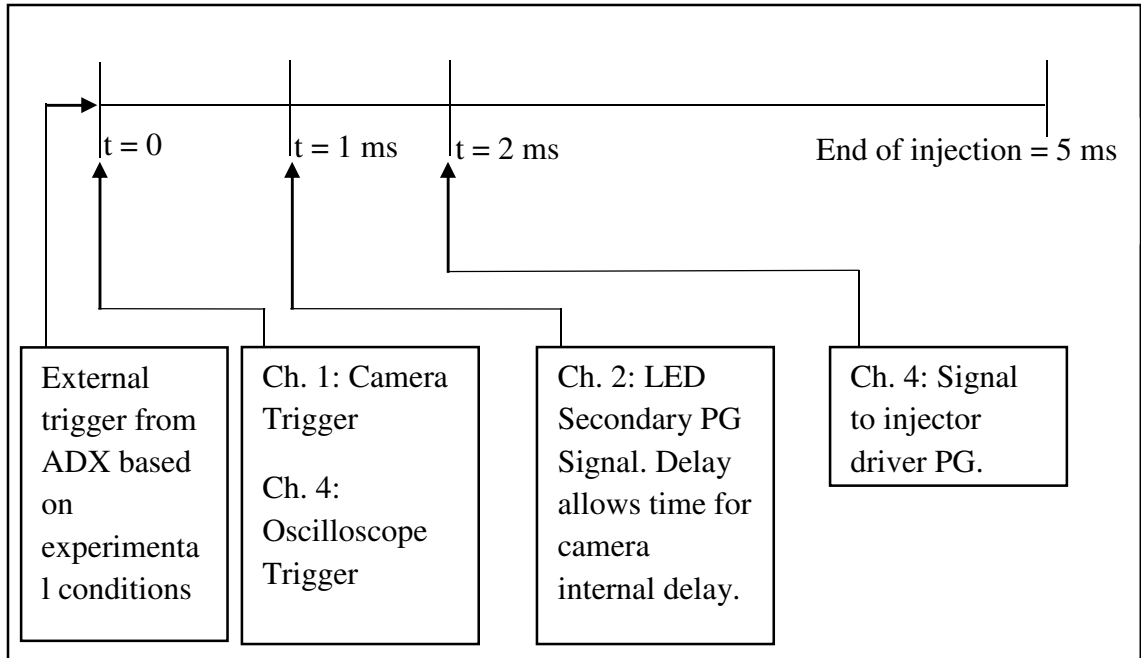 t = 0
t = 1 ms
t = 2 ms
End of injection = 5 ms
External
trigger from
ADX based
on
experimenta
l conditions
Ch. 1: Camera
Trigger
Ch. 4:
Oscilloscope
Trigger
Ch. 2: LED
Secondary PG
Signal. Delay
allows time for
camera
internal delay.
Ch. 4: Signal
to injector
driver PG.